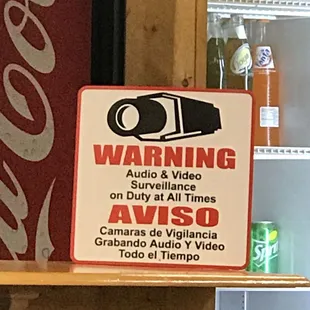 WARNING
Audio & Video
Surveillance
on Duty at All Times
AVISO
Camaras de Vigilancia
Grabando Audio Y Video
Todo el Tiempo
Sprite